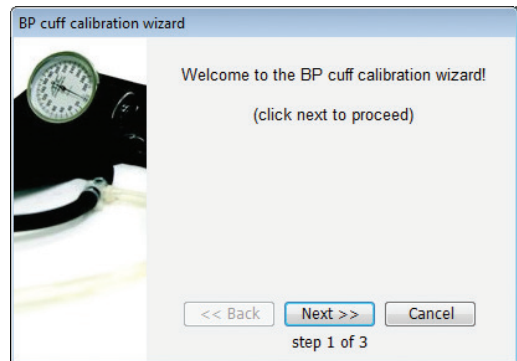 BP cuff calibration wizard
Welcome to the BP cuff calibration wizard!
(click next to proceed)
<< Back Next >> Cancel
step 1 of 3